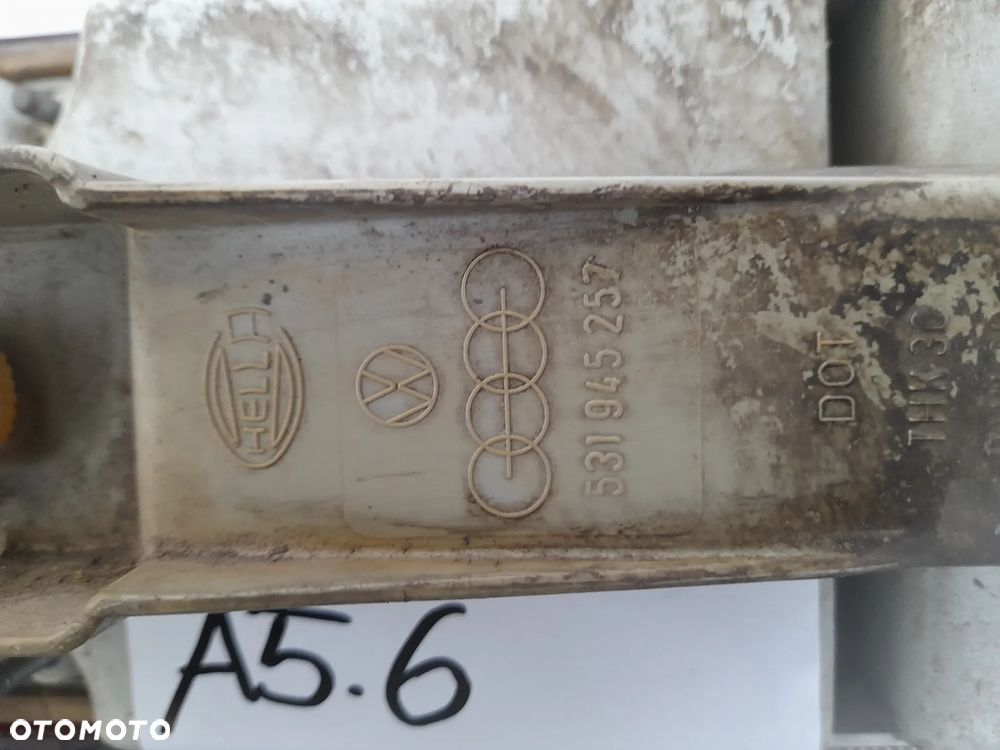 HELLA
531 945 257
DOT
THK 30
A5.6
OTOMOTO